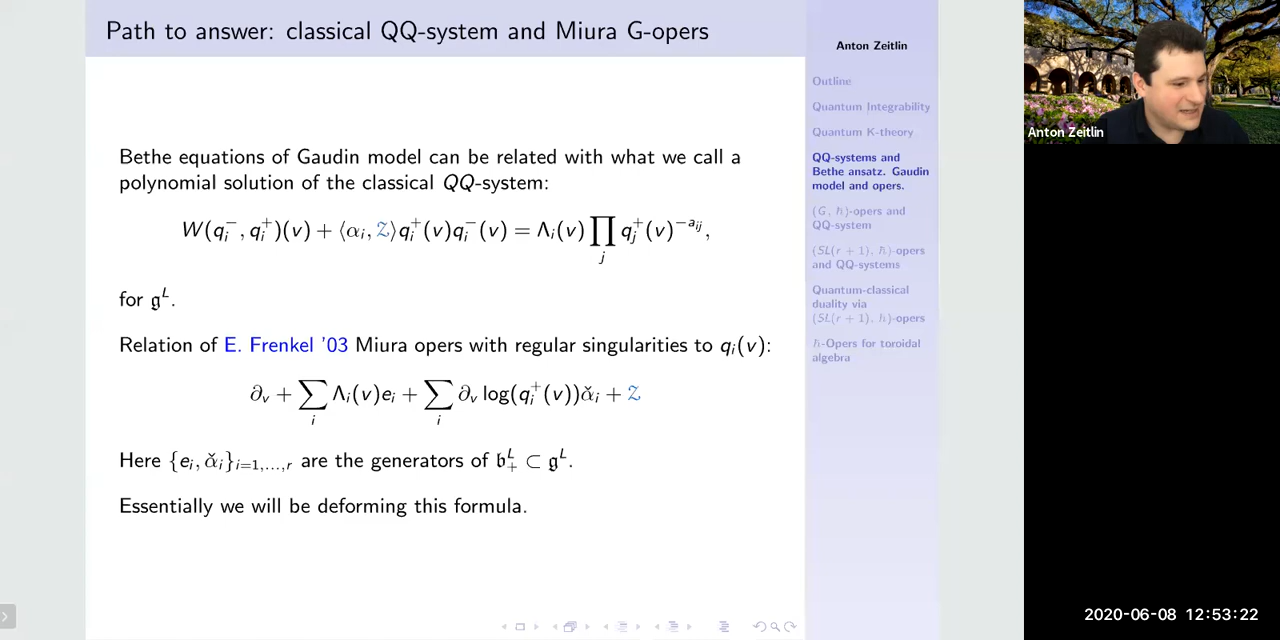 Path to answer: classical QQ-system and Miura G-opers
Bethe equations of Gaudin model can be related with what we call a
polynomial solution of the classical QQ-system:
W(q_i^-, q_i^+)(v) + ⟨α_i, Z⟩q_i^+(v)q_i^-(v) = Λ_i(v) ∏_j q_j^+(v)^{-a_{ij}},
for 𝔤^L.
Relation of E. Frenkel '03 Miura opers with regular singularities to q_i(v):
∂_v + ∑_i Λ_i(v)e_i + ∑_i ∂_v log(q_i^+(v))α̌_i + Z
Here {e_i, α̌_i}_{i=1,...,r} are the generators of 𝔟_+^L ⊂ 𝔤^L.
Essentially we will be deforming this formula.
Anton Zeitlin
Outline
Quantum Integrability
Quantum K-theory
QQ-systems and
Bethe ansatz. Gaudin
model and opers.
(G, ħ)-opers and
QQ-system
(SL(r + 1), ħ)-opers
and QQ-systems
Quantum-classical
duality via
(SL(r + 1), ħ)-opers
ħ-Opers for toroidal
algebra
Anton Zeitlin
2020-06-08 12:53:22